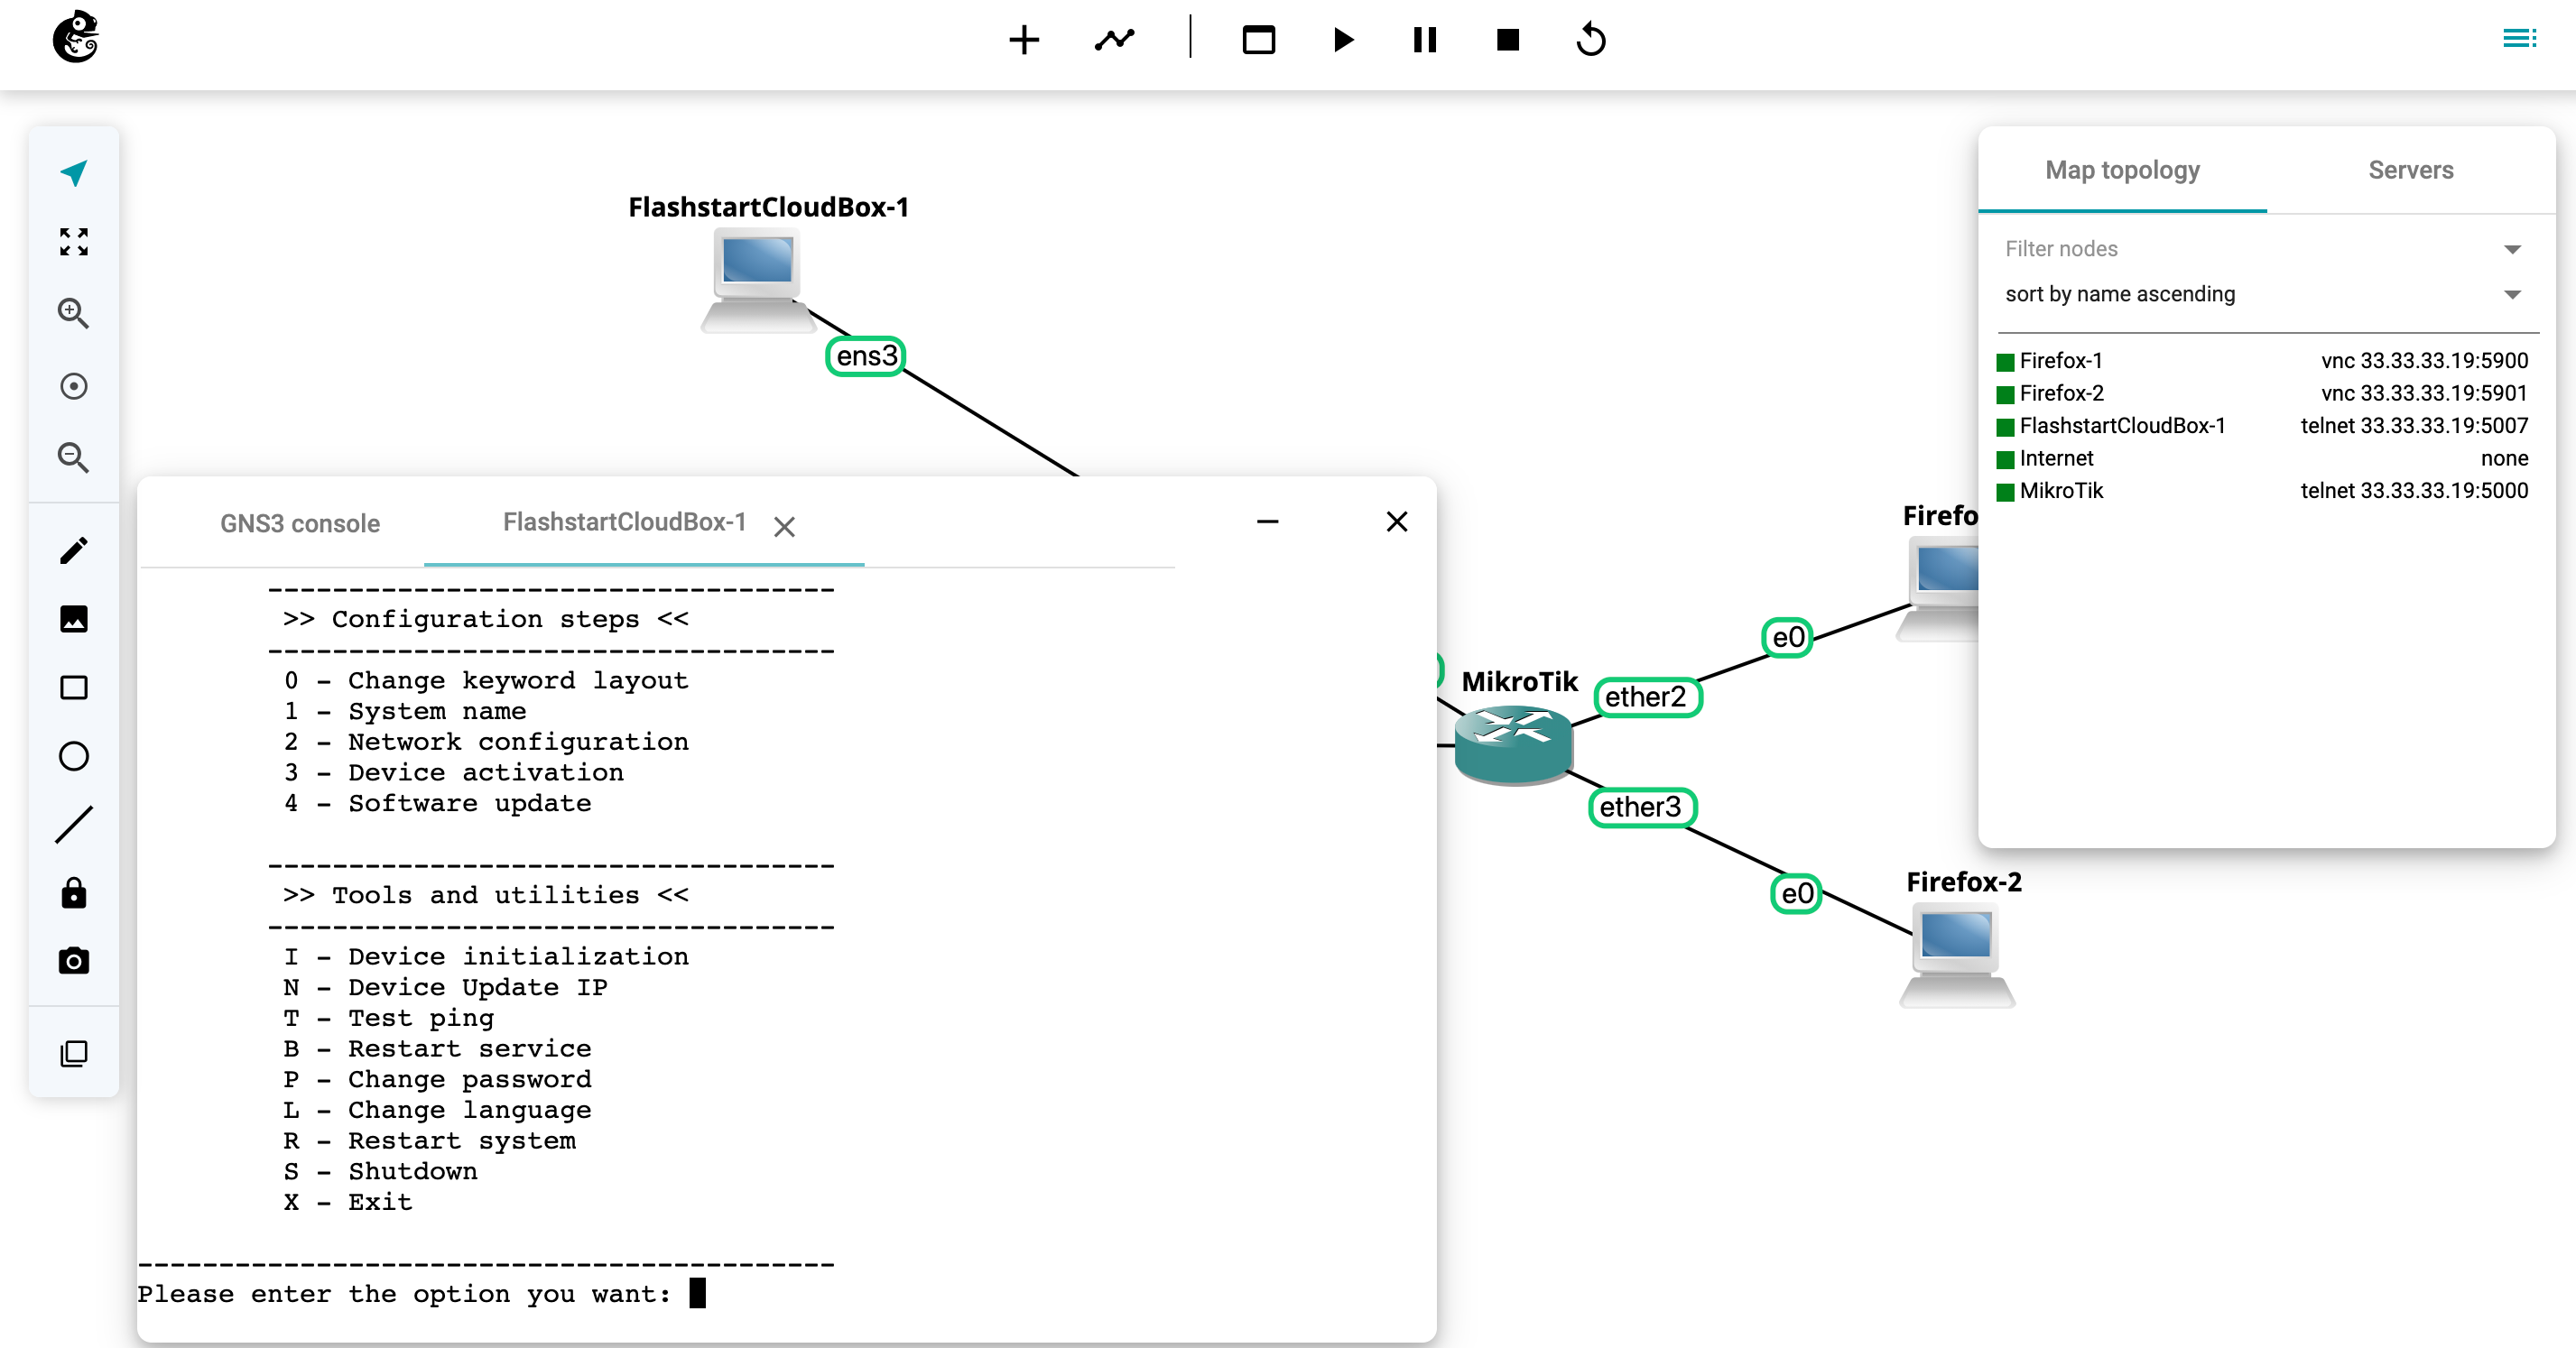 FlashstartCloudBox-1
ens3
Map topology
Servers
Filter nodes
sort by name ascending
Firefox-1 vnc 33.33.33.19:5900
Firefox-2 vnc 33.33.33.19:5901
FlashstartCloudBox-1 telnet 33.33.33.19:5007
Internet none
MikroTik telnet 33.33.33.19:5000
GNS3 console
FlashstartCloudBox-1
-----------------------------------
>> Configuration steps <<
-----------------------------------
0 - Change keyword layout
1 - System name
2 - Network configuration
3 - Device activation
4 - Software update
-----------------------------------
>> Tools and utilities <<
-----------------------------------
I - Device initialization
N - Device Update IP
T - Test ping
B - Restart service
P - Change password
L - Change language
R - Restart system
S - Shutdown
X - Exit
-------------------------------------------
Please enter the option you want:
Firefo
e0
MikroTik
ether2
ether3
e0
Firefox-2